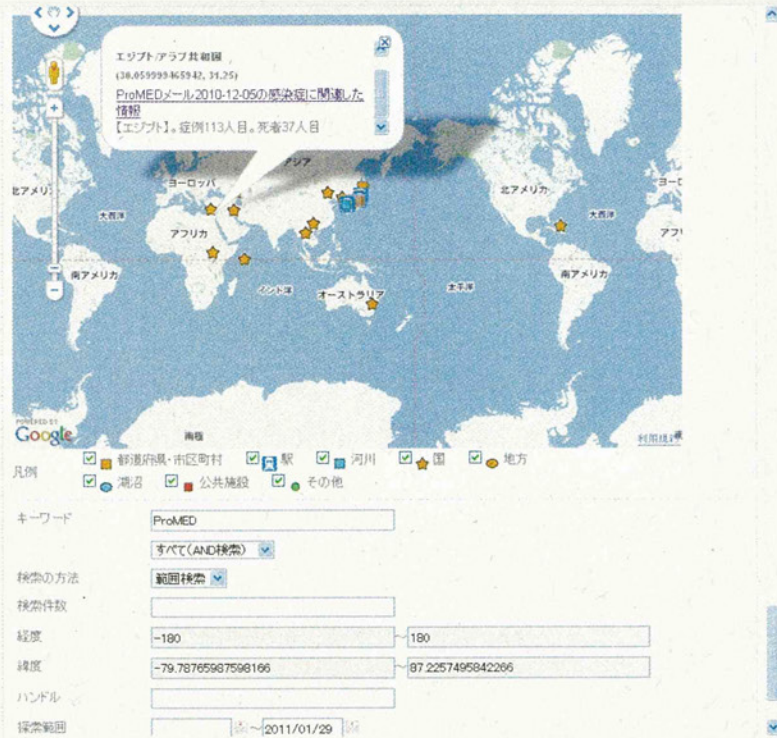 エジプト/アラブ共和国
(30.059999465942, 31.25)
ProMEDメール2010-12-05の感染症に関連した
情報
【エジプト】。症例113人目。死者37人目
アジア
ヨーロッパ
北アメリカ
北アメリカ
大西洋
大西洋
アフリカ
南アメリカ
インド洋
オーストラリア
太平洋
南アメリカ
南極
POWERED BY
Google
利用規約
凡例
都道府県・市区町村 駅 河川 国 地方
湖沼 公共施設 その他
キーワード ProMED
すべて(AND検索)
検索の方法 範囲検索
検索件数
経度 -180 ~ 180
緯度 -79.78765987598166 ~ 87.2257495842266
ハンドル
探索範囲 ~ 2011/01/29